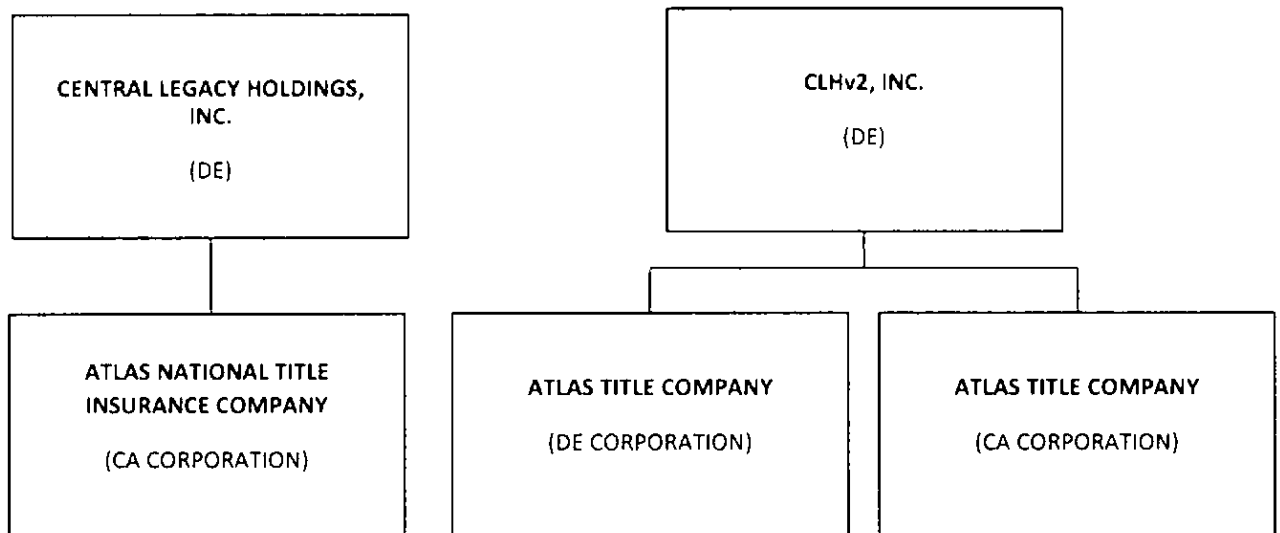 CENTRAL LEGACY HOLDINGS,
INC.
(DE)
CLHv2, INC.
(DE)
ATLAS NATIONAL TITLE
INSURANCE COMPANY
(CA CORPORATION)
ATLAS TITLE COMPANY
(DE CORPORATION)
ATLAS TITLE COMPANY
(CA CORPORATION)